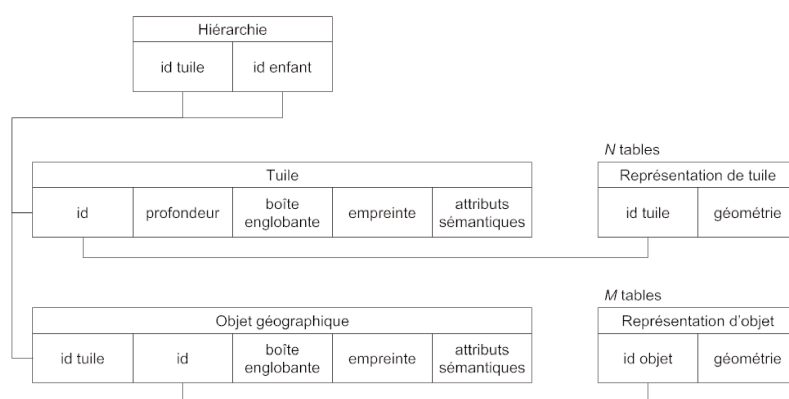 Hiérarchie
id tuile id enfant
N tables
Tuile Représentation de tuile
id profondeur boîte englobante empreinte attributs sémantiques id tuile géométrie
M tables
Objet géographique Représentation d'objet
id tuile id boîte englobante empreinte attributs sémantiques id objet géométrie